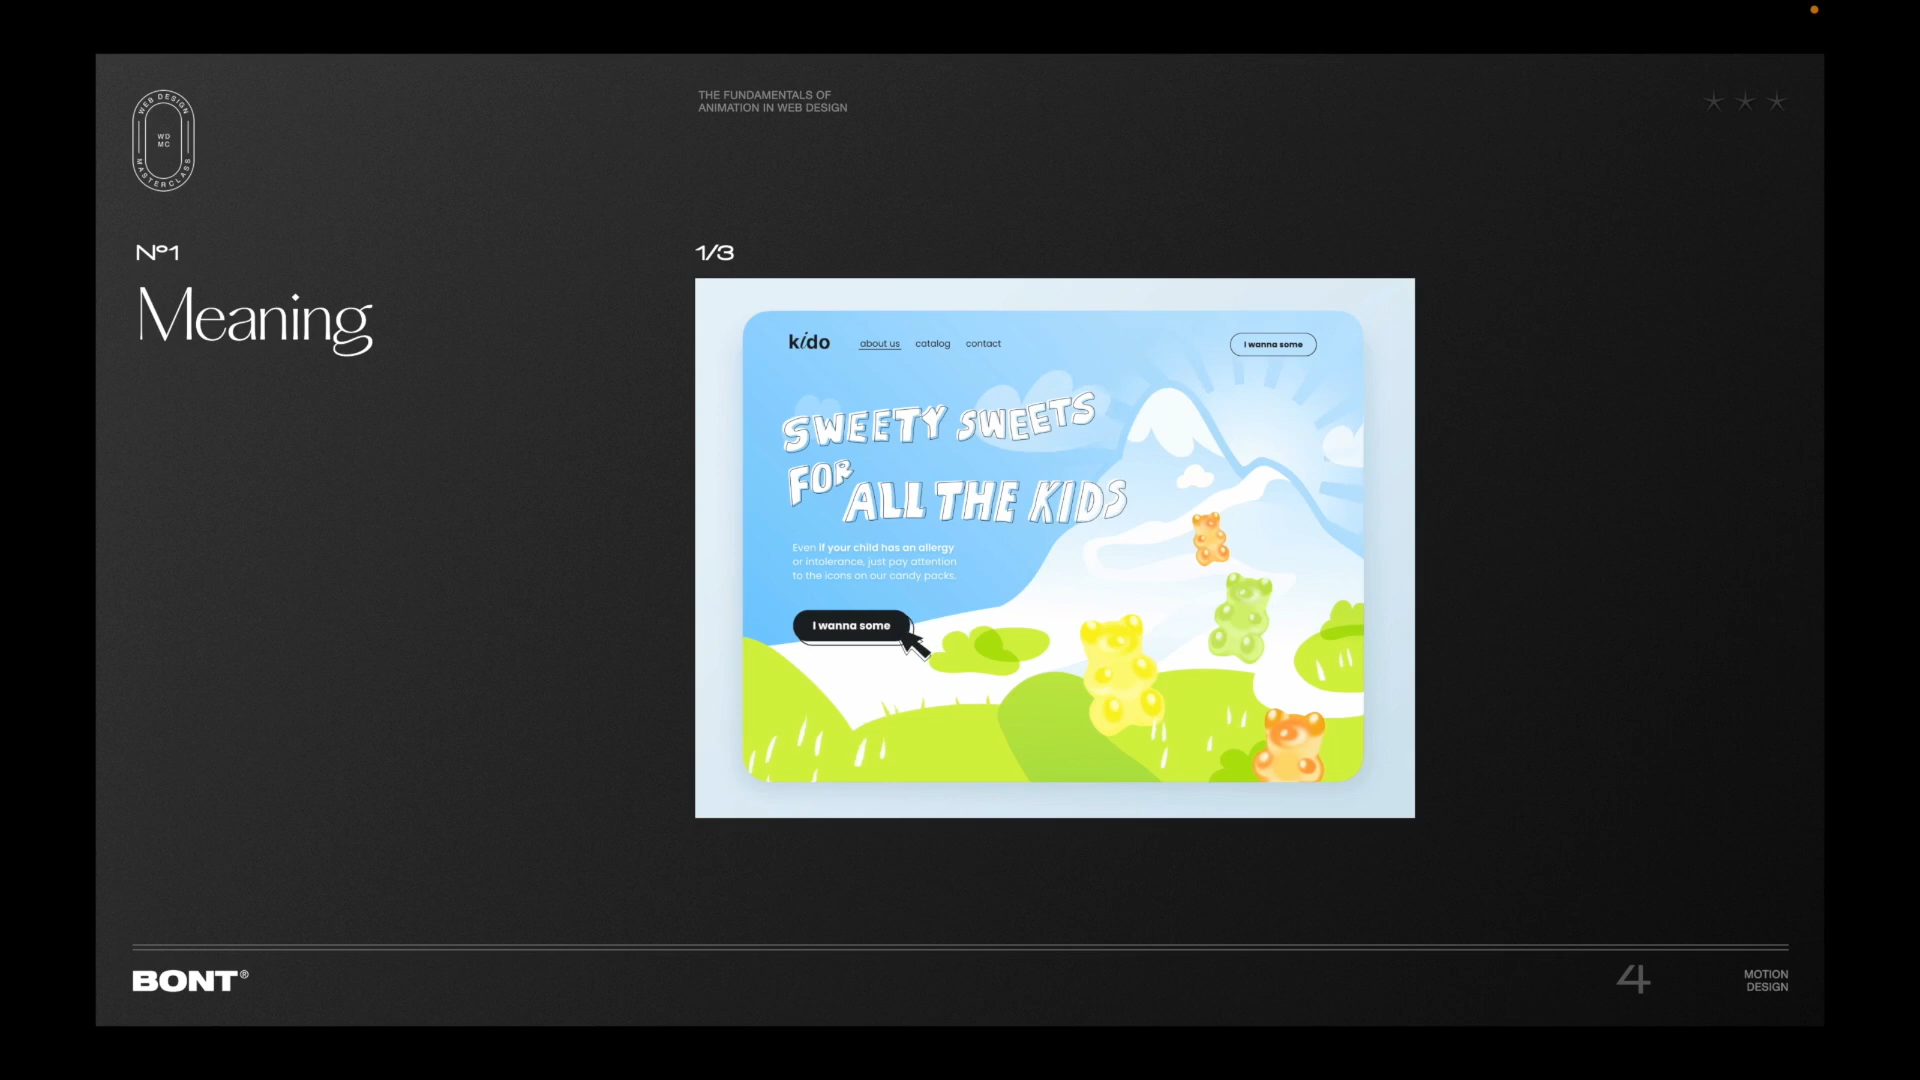 WEB DESIGN
WD
MC
MASTERCLASS
THE FUNDAMENTALS OF
ANIMATION IN WEB DESIGN
Nº1
Meaning
1/3
kido
about us
catalog
contact
I wanna some
SWEETY SWEETS
FOR
ALL THE KIDS
Even if your child has an allergy
or intolerance, just pay attention
to the icons on our candy packs.
I wanna some
BONT®
4
MOTION
DESIGN